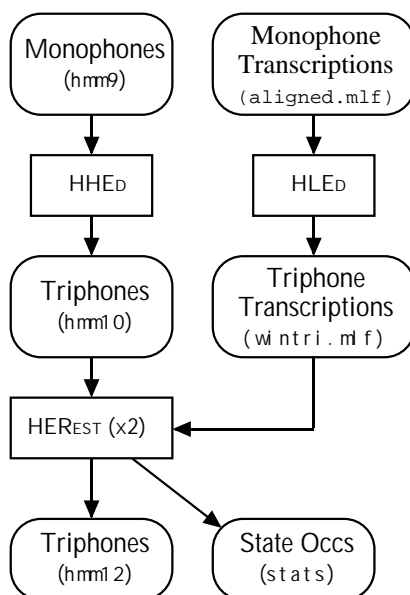 Monophones
(hmm9)
Monophone
Transcriptions
(aligned.mlf)
HHED
HLED
Triphones
(hmm10)
Triphone
Transcriptions
(wintri.mlf)
HEREST (x2)
Triphones
(hmm12)
State Occs
(stats)